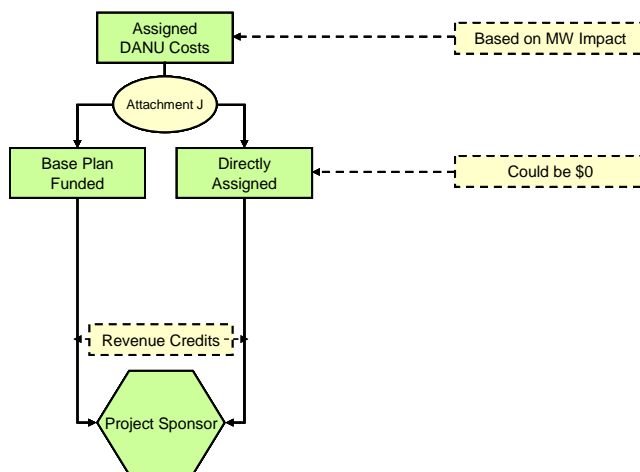 Assigned
DANU Costs
Based on MW Impact
Attachment J
Base Plan
Funded
Directly
Assigned
Could be $0
Revenue Credits
Project Sponsor